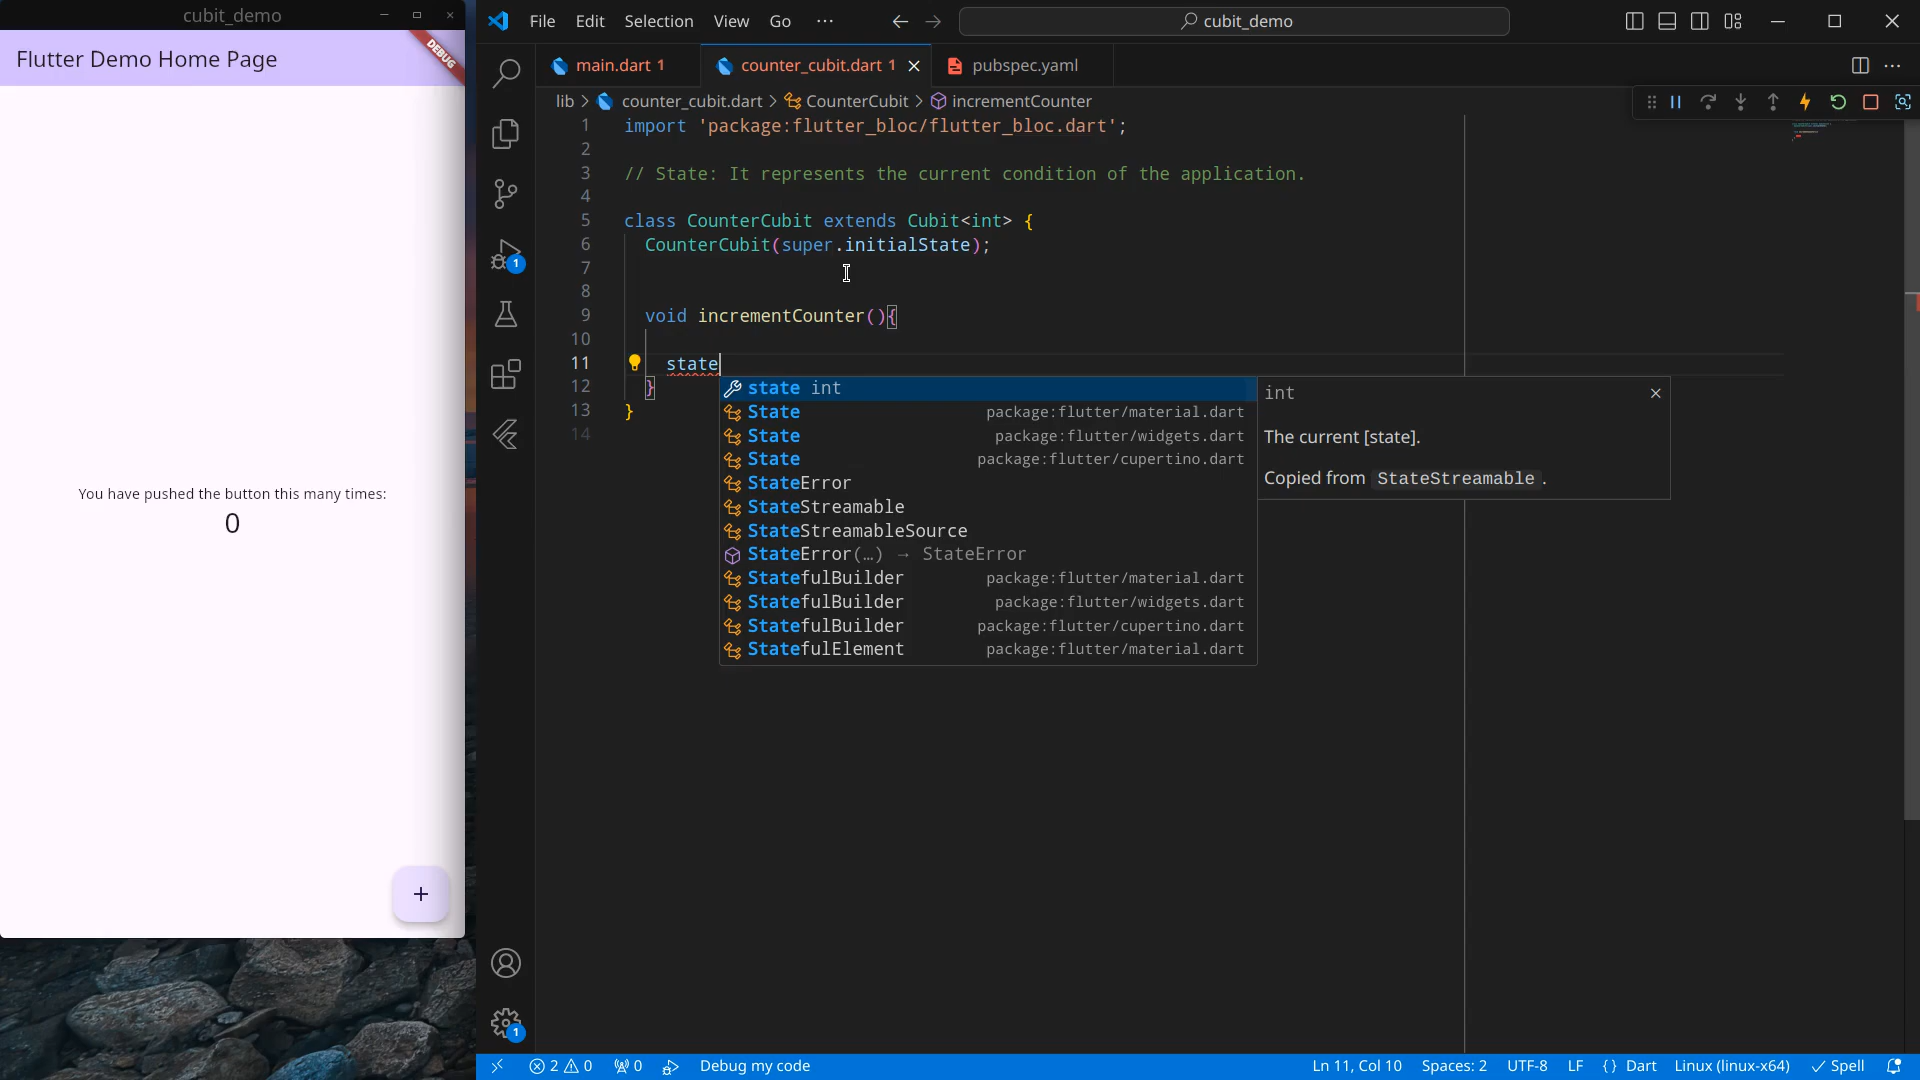 cubit_demo
Flutter Demo Home Page
DEBUG
You have pushed the button this many times:
0
+
File Edit Selection View Go ···
cubit_demo
main.dart 1
counter_cubit.dart 1
pubspec.yaml
lib > counter_cubit.dart > CounterCubit > incrementCounter
1 import 'package:flutter_bloc/flutter_bloc.dart';
2
3 // State: It represents the current condition of the application.
4
5 class CounterCubit extends Cubit<int> {
6 CounterCubit(super.initialState);
7
8
9 void incrementCounter(){
10
11 state
12 }
13 }
14
state int
State package:flutter/material.dart
State package:flutter/widgets.dart
State package:flutter/cupertino.dart
StateError
StateStreamable
StateStreamableSource
StateError(…) → StateError
StatefulBuilder package:flutter/material.dart
StatefulBuilder package:flutter/widgets.dart
StatefulBuilder package:flutter/cupertino.dart
StatefulElement package:flutter/material.dart
int
The current [state].
Copied from StateStreamable.
1
1
2 0 0 Debug my code Ln 11, Col 10 Spaces: 2 UTF-8 LF {} Dart Linux (linux-x64) Spell